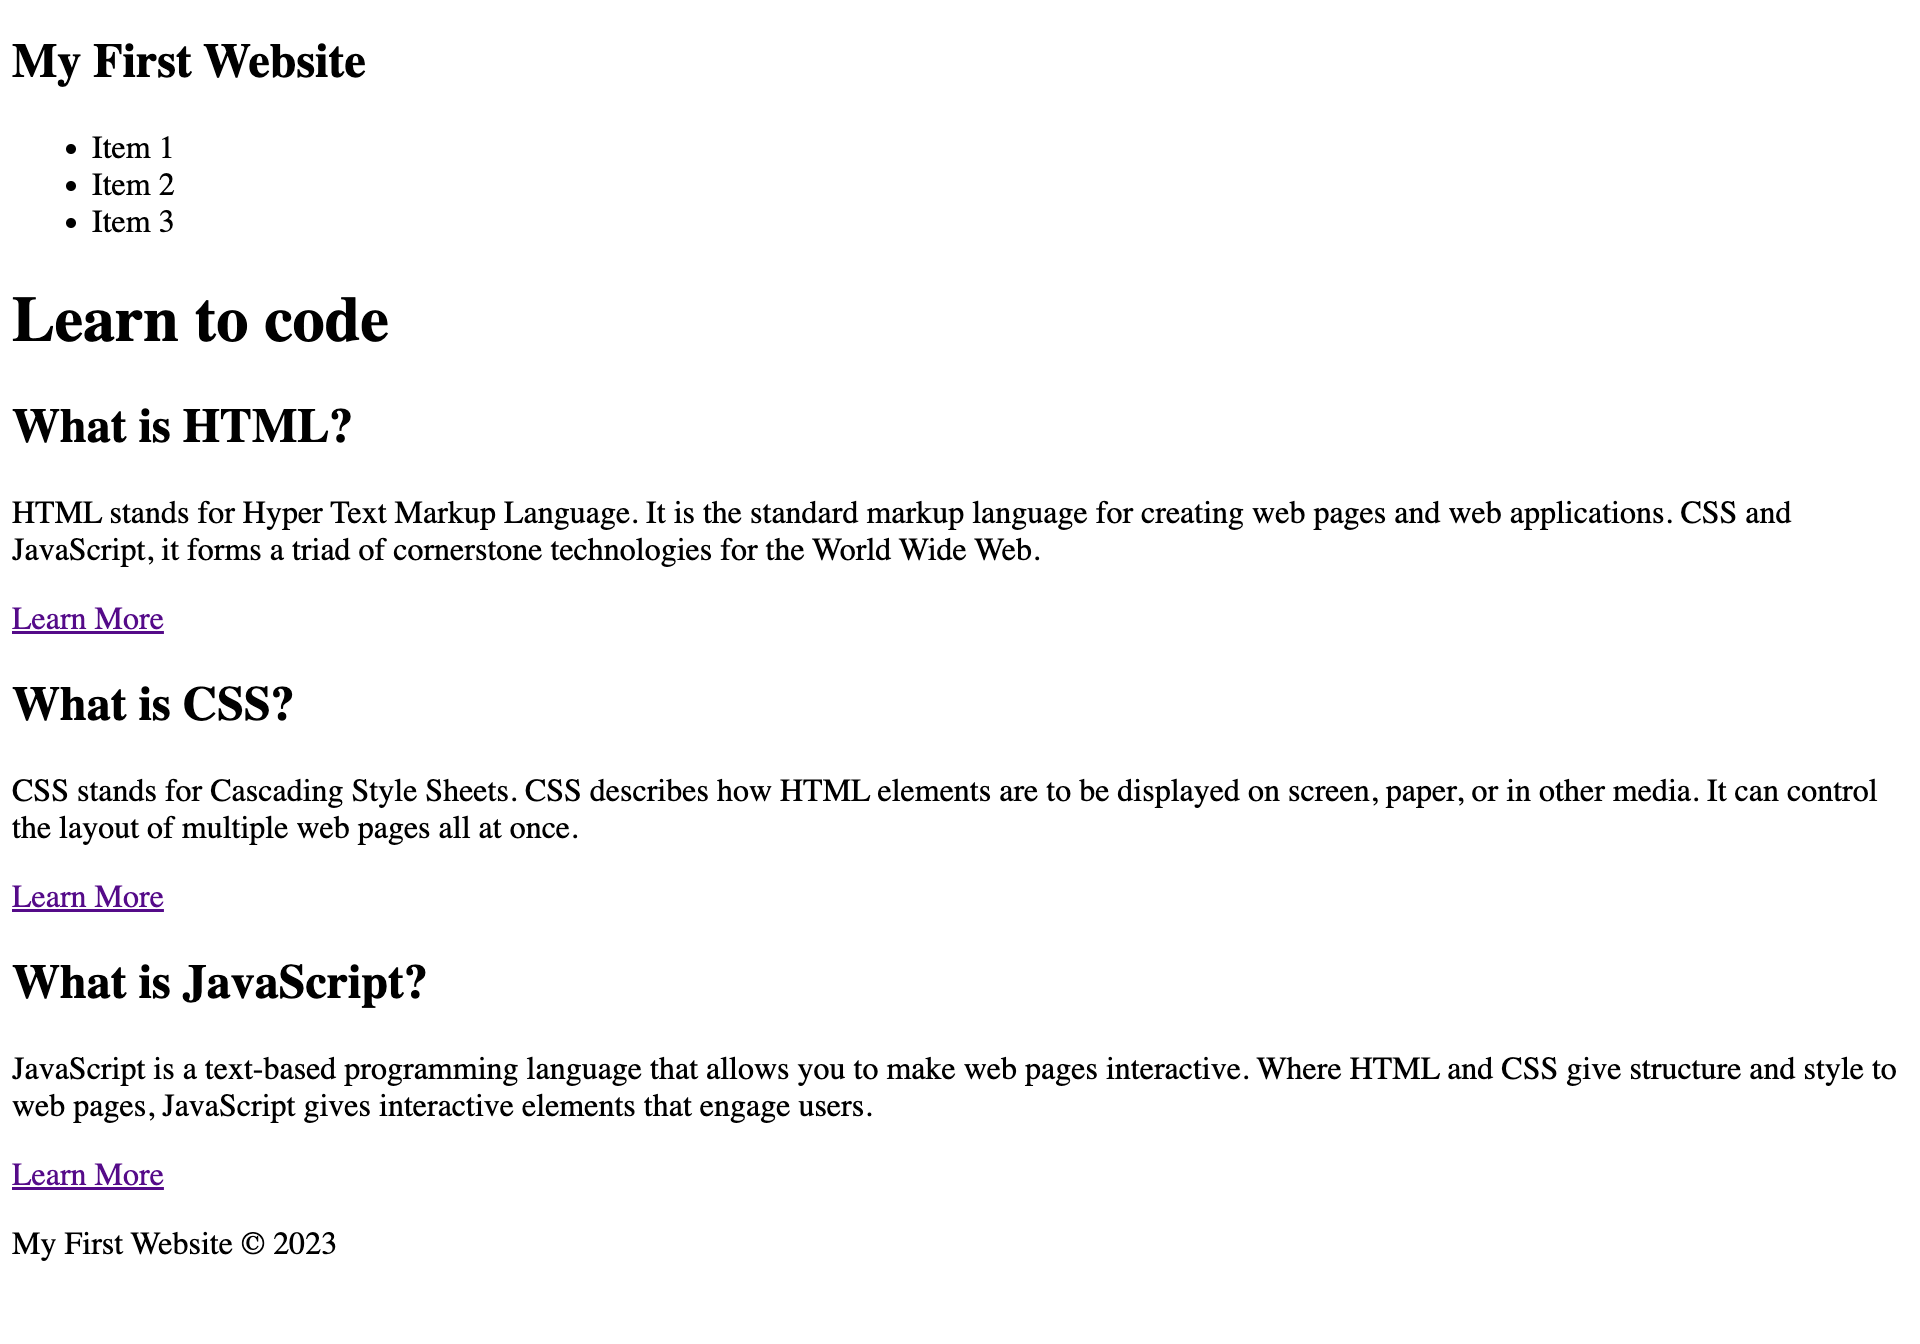 My First Website
Item 1
Item 2
Item 3
Learn to code
What is HTML?
HTML stands for Hyper Text Markup Language. It is the standard markup language for creating web pages and web applications. CSS and
JavaScript, it forms a triad of cornerstone technologies for the World Wide Web.
Learn More
What is CSS?
CSS stands for Cascading Style Sheets. CSS describes how HTML elements are to be displayed on screen, paper, or in other media. It can control
the layout of multiple web pages all at once.
Learn More
What is JavaScript?
JavaScript is a text-based programming language that allows you to make web pages interactive. Where HTML and CSS give structure and style to
web pages, JavaScript gives interactive elements that engage users.
Learn More
My First Website © 2023